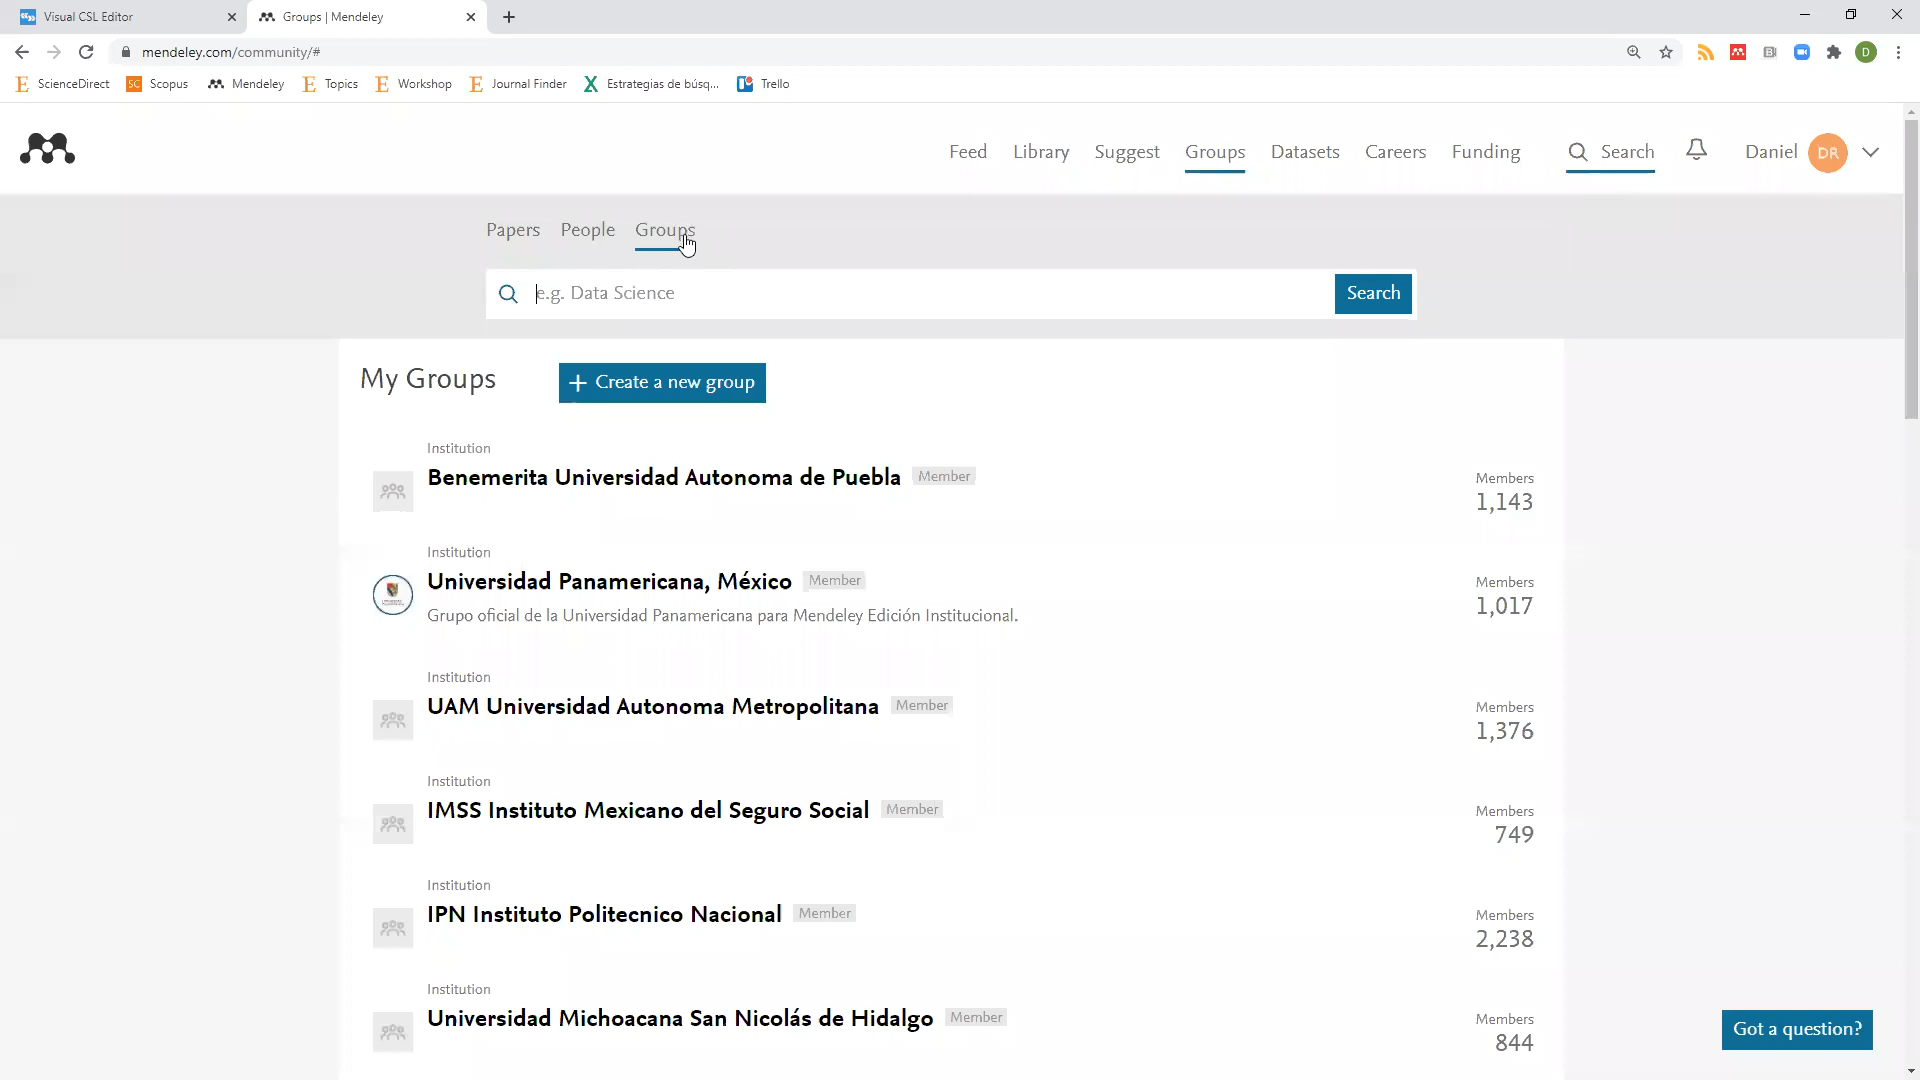 Visual CSL Editor
Groups | Mendeley
mendeley.com/community/#
D
E ScienceDirect
SC Scopus
Mendeley
E Topics
E Workshop
E Journal Finder
X Estrategias de búsq...
Trello
Feed
Library
Suggest
Groups
Datasets
Careers
Funding
Search
Daniel
DR
Papers
People
Groups
e.g. Data Science
Search
My Groups
+ Create a new group
Institution
Benemerita Universidad Autonoma de Puebla Member
Members
1,143
Institution
Universidad Panamericana, México Member
Grupo oficial de la Universidad Panamericana para Mendeley Edición Institucional.
Members
1,017
Institution
UAM Universidad Autonoma Metropolitana Member
Members
1,376
Institution
IMSS Instituto Mexicano del Seguro Social Member
Members
749
Institution
IPN Instituto Politecnico Nacional Member
Members
2,238
Institution
Universidad Michoacana San Nicolás de Hidalgo Member
Members
844
Got a question?